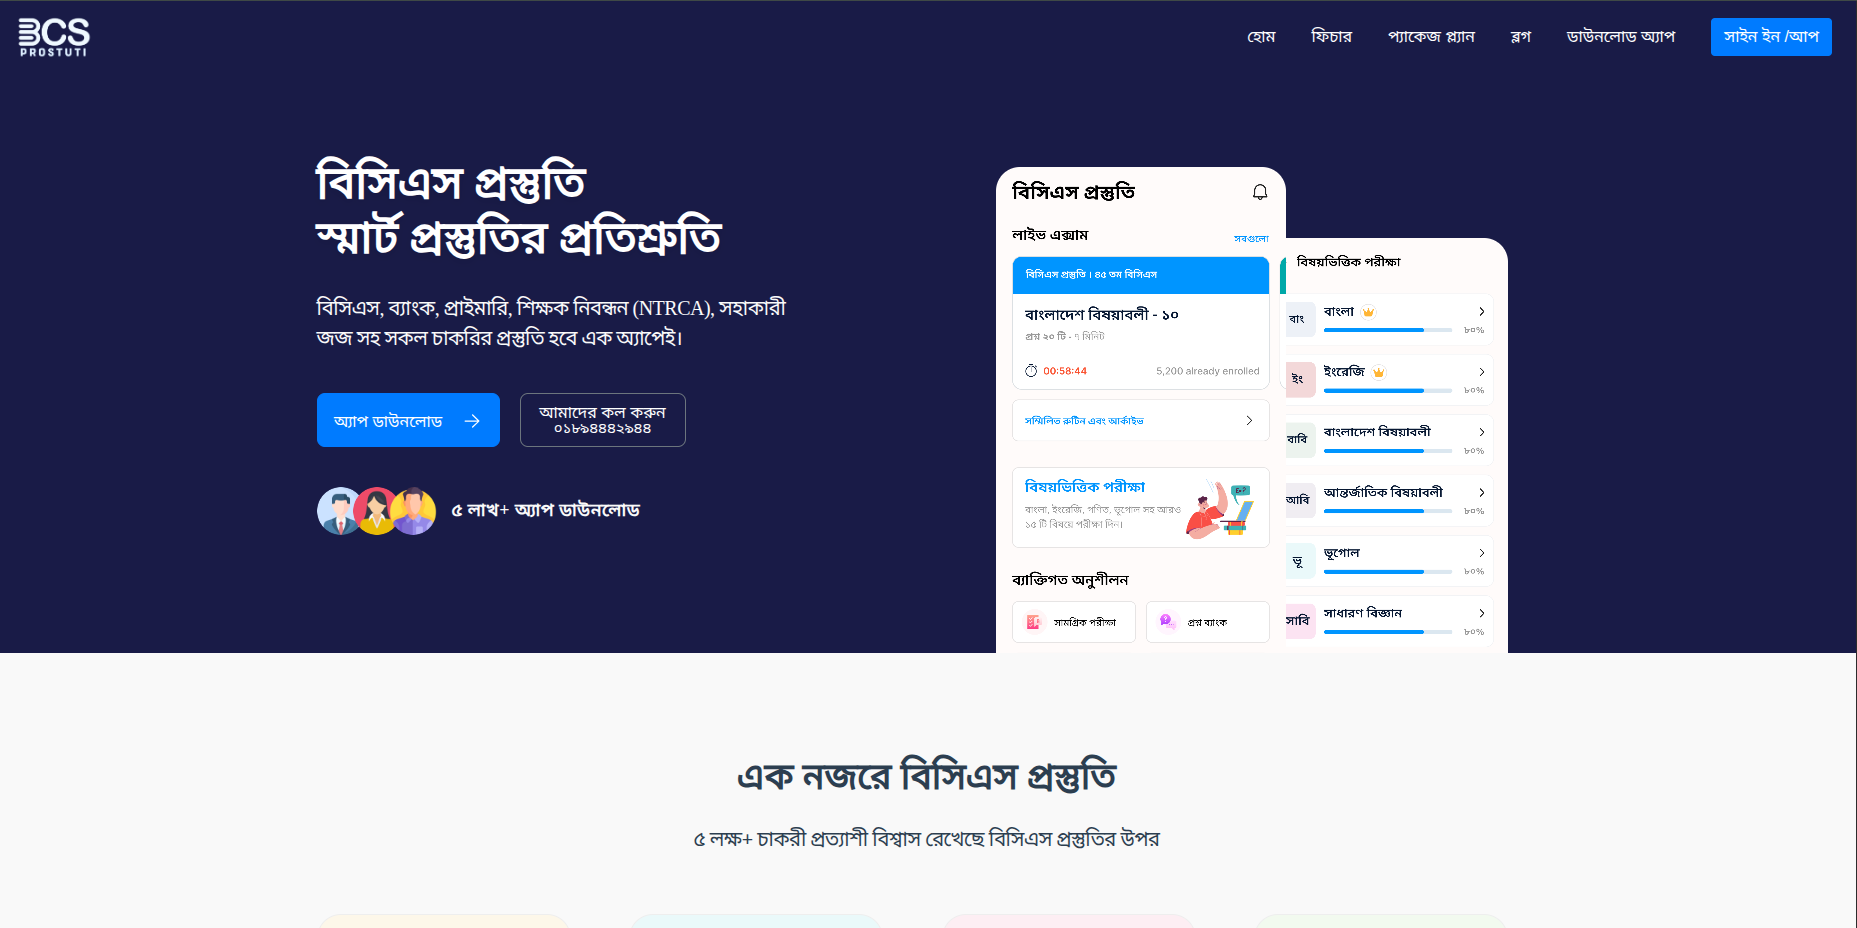 BCS
PROSTUTI
হোম
ফিচার
প্যাকেজ প্ল্যান
ব্লগ
ডাউনলোড অ্যাপ
সাইন ইন /আপ
বিসিএস প্রস্তুতি
স্মার্ট প্রস্তুতির প্রতিশ্রুতি
বিসিএস, ব্যাংক, প্রাইমারি, শিক্ষক নিবন্ধন (NTRCA), সহাকারী
জজ সহ সকল চাকরির প্রস্তুতি হবে এক অ্যাপেই।
অ্যাপ ডাউনলোড
আমাদের কল করুন
০১৮৯৪৪৪২৯৪৪
৫ লাখ+ অ্যাপ ডাউনলোড
বিসিএস প্রস্তুতি
লাইভ এক্সাম
সবগুলো
বিসিএস প্রস্তুতি । ৪৫ তম বিসিএস
বাংলাদেশ বিষয়াবলী - ১০
প্রশ্ন ২০ টি - ৭ মিনিট
00:58:44
5,200 already enrolled
সম্মিলিত রুটিন এবং আর্কাইভ
বিষয়ভিত্তিক পরীক্ষা
বাংলা, ইংরেজি, গণিত, ভূগোল সহ আরও
১৫ টি বিষয়ে পরীক্ষা দিন।
ব্যাক্তিগত অনুশীলন
সামগ্রিক পরীক্ষা
প্রশ্ন ব্যাংক
বিষয়ভিত্তিক পরীক্ষা
বাং
বাংলা
৮০%
ইং
ইংরেজি
৮০%
বাবি
বাংলাদেশ বিষয়াবলী
৮০%
আবি
আন্তর্জাতিক বিষয়াবলী
৮০%
ভূ
ভূগোল
৮০%
সাবি
সাধারণ বিজ্ঞান
৮০%
এক নজরে বিসিএস প্রস্তুতি
৫ লক্ষ+ চাকরী প্রত্যাশী বিশ্বাস রেখেছে বিসিএস প্রস্তুতির উপর